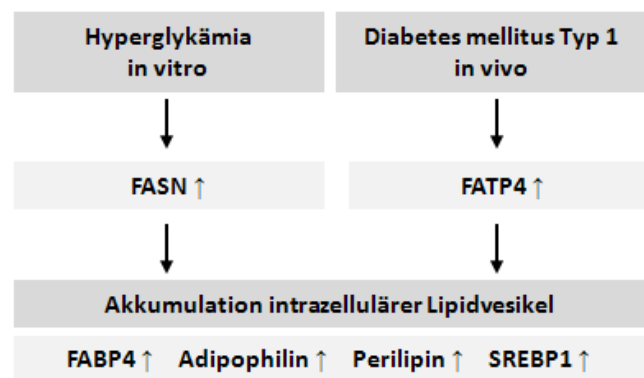 Hyperglykämia
in vitro
Diabetes mellitus Typ 1
in vivo
FASN ↑
FATP4 ↑
Akkumulation intrazellulärer Lipidvesikel
FABP4 ↑ Adipophilin ↑ Perilipin ↑ SREBP1 ↑